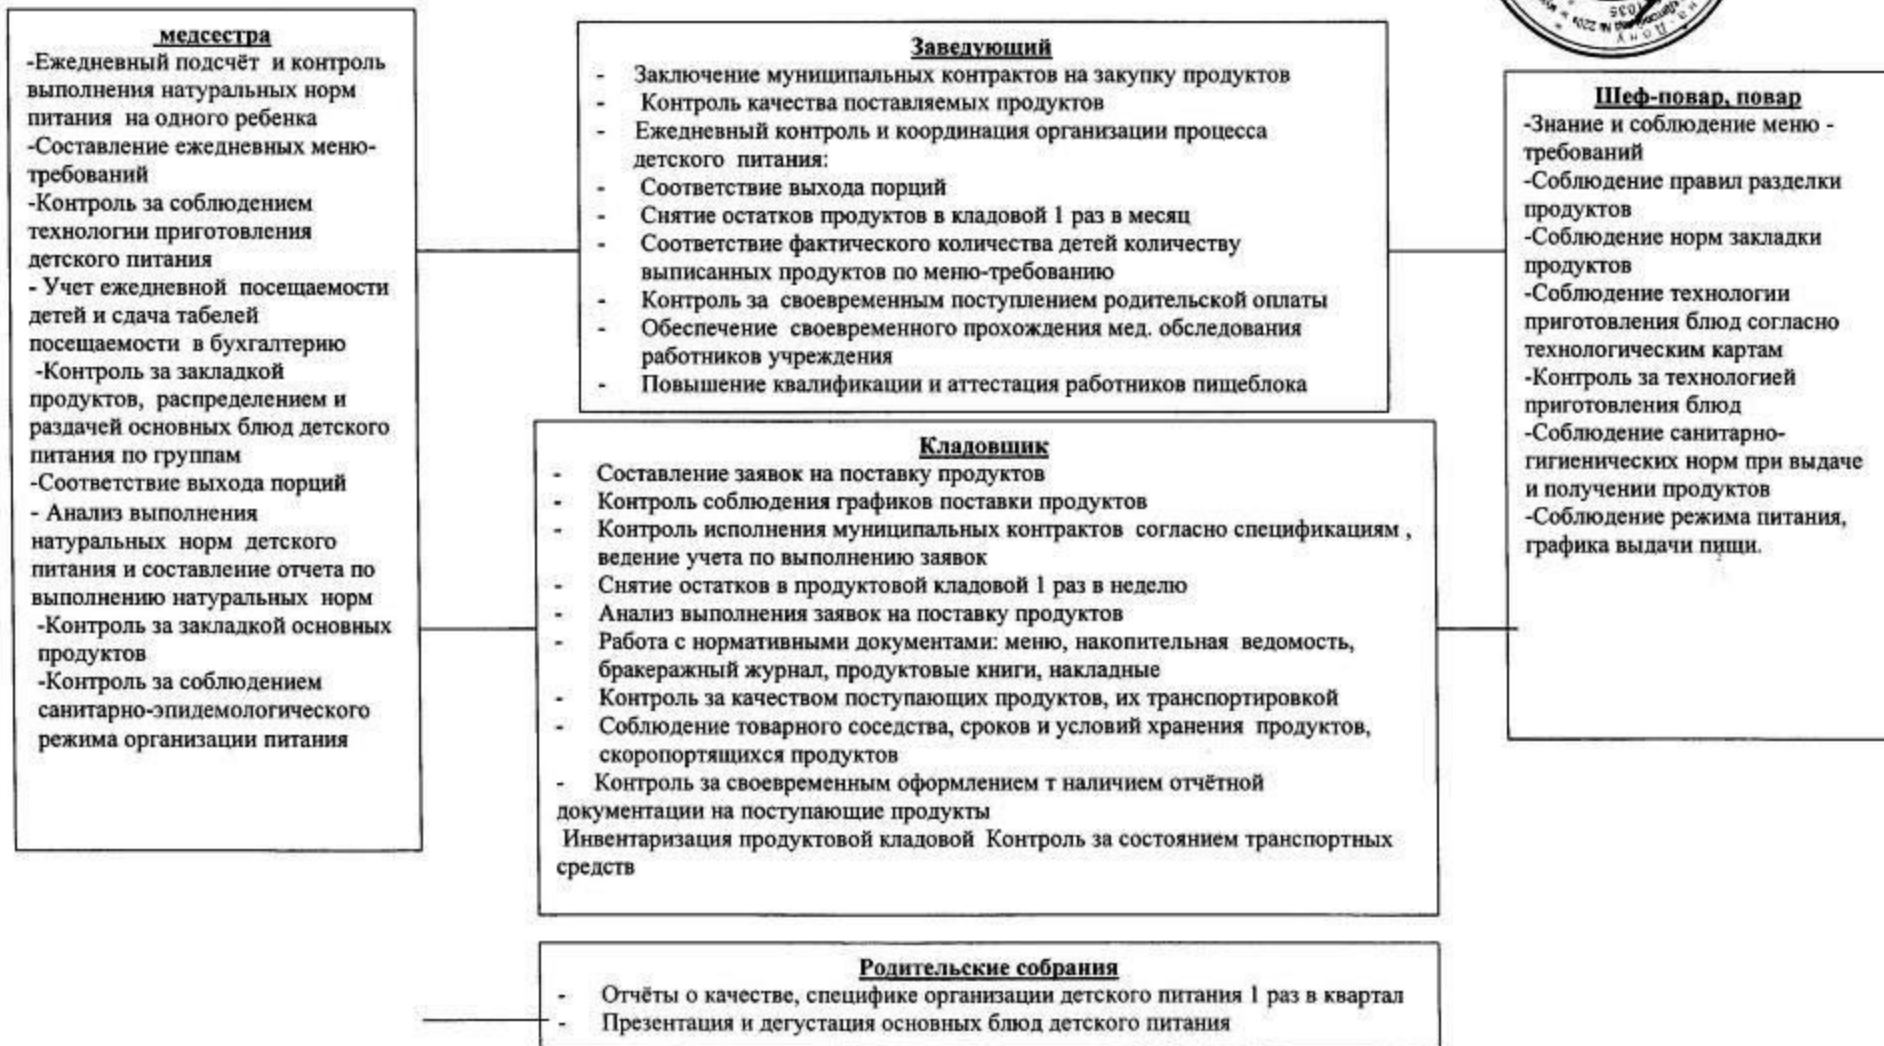 медсестра
-Ежедневный подсчёт и контроль
выполнения натуральных норм
питания на одного ребенка
-Составление ежедневных меню-
требований
-Контроль за соблюдением
технологии приготовления
детского питания
- Учет ежедневной посещаемости
детей и сдача табелей
посещаемости в бухгалтерию
-Контроль за закладкой
продуктов, распределением и
раздачей основных блюд детского
питания по группам
-Соответствие выхода порций
- Анализ выполнения
натуральных норм детского
питания и составление отчета по
выполнению натуральных норм
-Контроль за закладкой основных
продуктов
-Контроль за соблюдением
санитарно-эпидемологического
режима организации питания
Заведующий
- Заключение муниципальных контрактов на закупку продуктов
- Контроль качества поставляемых продуктов
- Ежедневный контроль и координация организации процесса
детского питания:
- Соответствие выхода порций
- Снятие остатков продуктов в кладовой 1 раз в месяц
- Соответствие фактического количества детей количеству
выписанных продуктов по меню-требованию
- Контроль за своевременным поступлением родительской оплаты
- Обеспечение своевременного прохождения мед. обследования
работников учреждения
- Повышение квалификации и аттестация работников пищеблока
Шеф-повар, повар
-Знание и соблюдение меню -
требований
-Соблюдение правил разделки
продуктов
-Соблюдение норм закладки
продуктов
-Соблюдение технологии
приготовления блюд согласно
технологическим картам
-Контроль за технологией
приготовления блюд
-Соблюдение санитарно-
гигиенических норм при выдаче
и получении продуктов
-Соблюдение режима питания,
графика выдачи пищи.
Кладовщик
- Составление заявок на поставку продуктов
- Контроль соблюдения графиков поставки продуктов
- Контроль исполнения муниципальных контрактов согласно спецификациям ,
ведение учета по выполнению заявок
- Снятие остатков в продуктовой кладовой 1 раз в неделю
- Анализ выполнения заявок на поставку продуктов
- Работа с нормативными документами: меню, накопительная ведомость,
бракеражный журнал, продуктовые книги, накладные
- Контроль за качеством поступающих продуктов, их транспортировкой
- Соблюдение товарного соседства, сроков и условий хранения продуктов,
скоропортящихся продуктов
- Контроль за своевременным оформлением т наличием отчётной
документации на поступающие продукты
Инвентаризация продуктовой кладовой Контроль за состоянием транспортных
средств
Родительские собрания
- Отчёты о качестве, специфике организации детского питания 1 раз в квартал
- Презентация и дегустация основных блюд детского питания